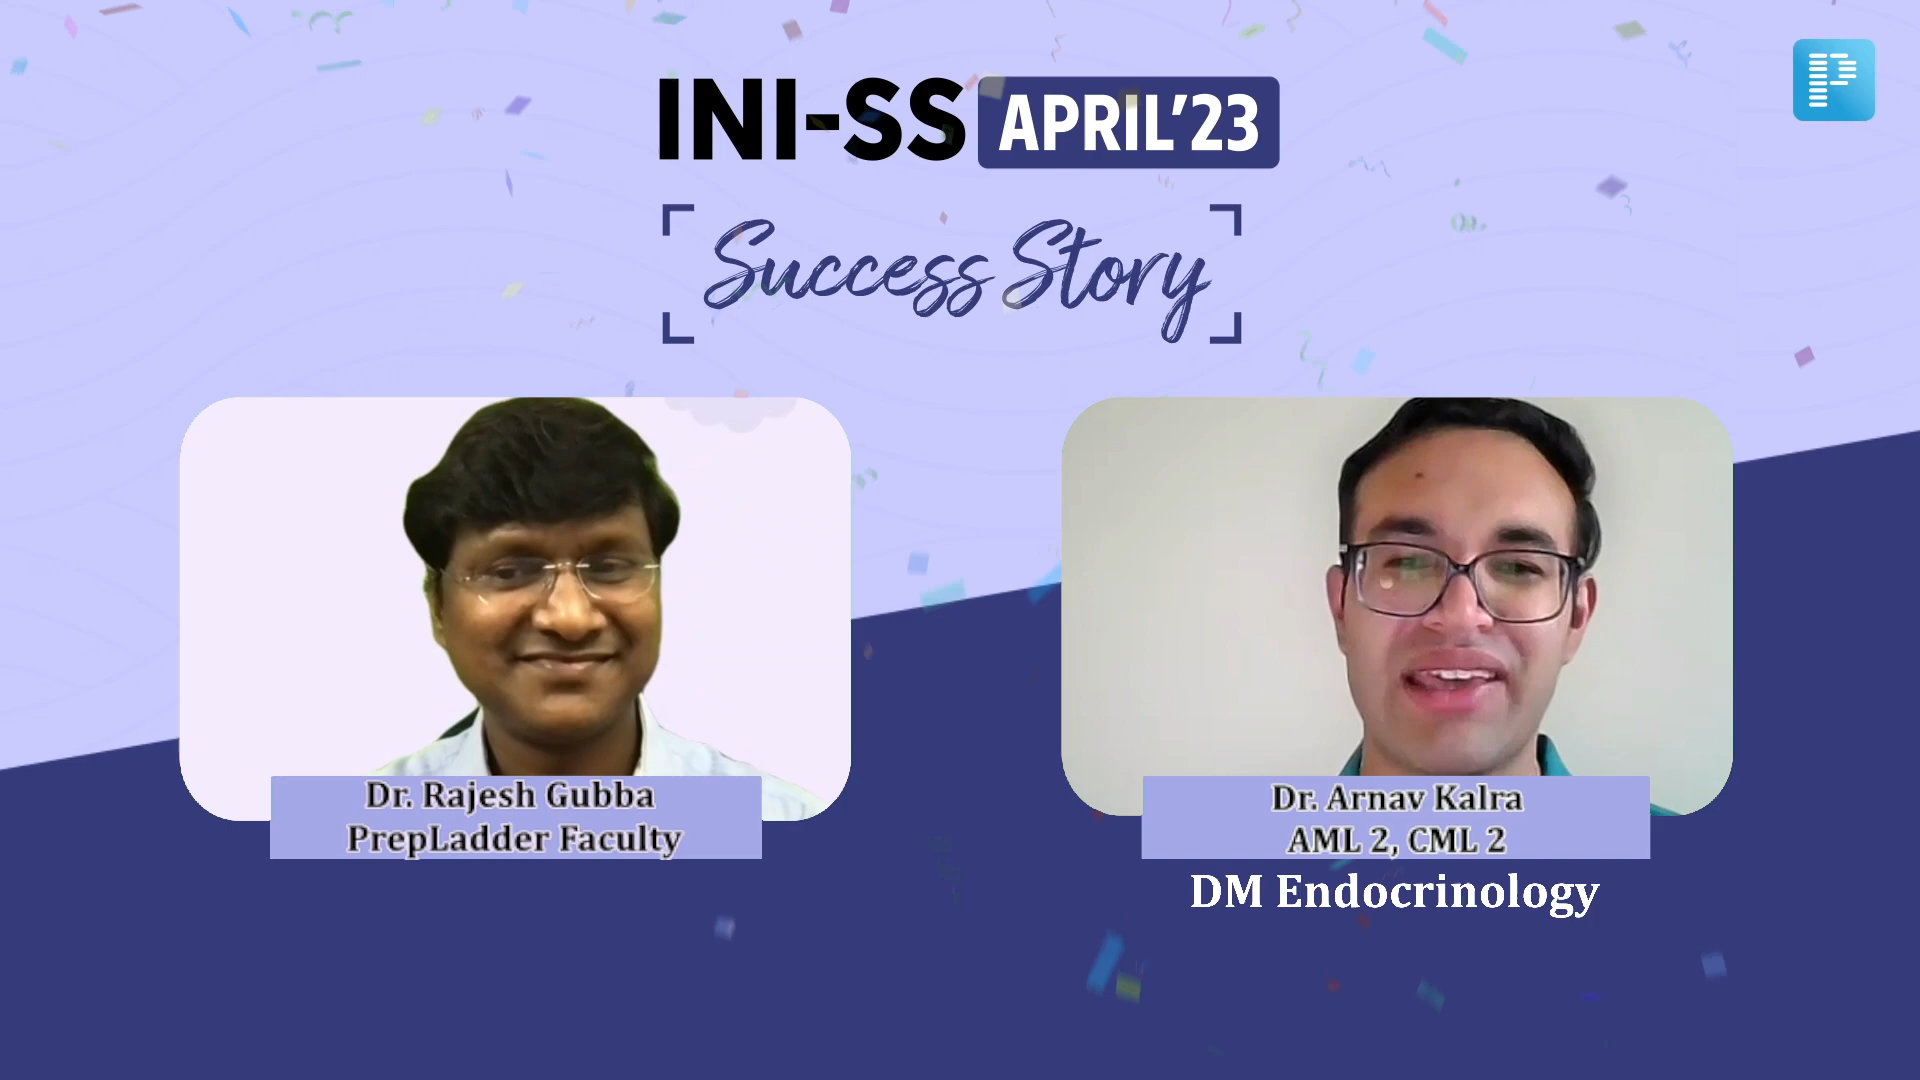 INI-SS APRIL’23
Success Story
Dr. Rajesh Gubba
PrepLadder Faculty
Dr. Arnav Kalra
AML 2, CML 2
DM Endocrinology